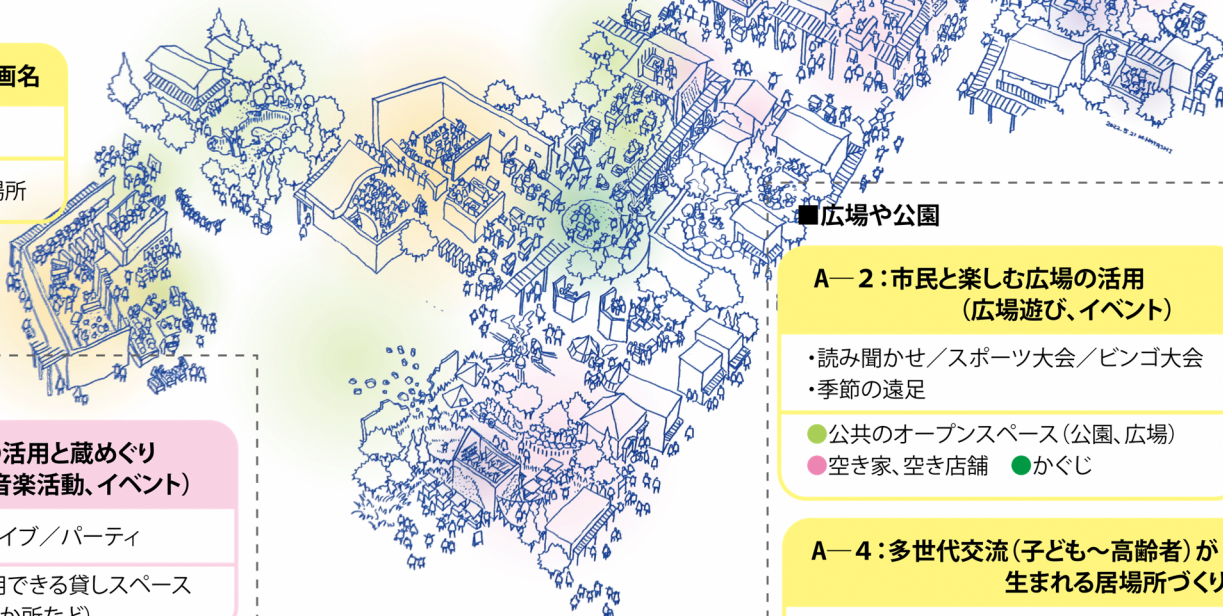 画名
場所
■広場や公園
A―2：市民と楽しむ広場の活用
（広場遊び、イベント）
・読み聞かせ／スポーツ大会／ビンゴ大会
・季節の遠足
●公共のオープンスペース（公園、広場）
●空き家、空き店舗 ●かぐじ
A―4：多世代交流（子ども～高齢者）が
生まれる居場所づくり
の活用と蔵めぐり
音楽活動、イベント）
イブ／パーティ
用できる貸しスペース
か所など）